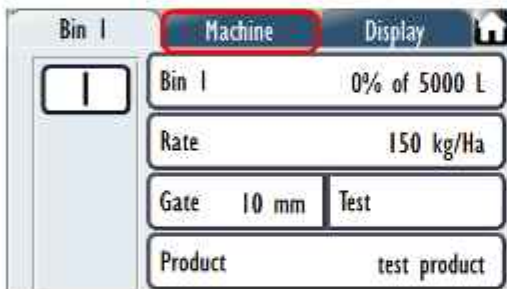 Bin 1 Machine Display
1
Bin 1 0% of 5000 L
Rate 150 kg/Ha
Gate 10 mm Test
Product test product